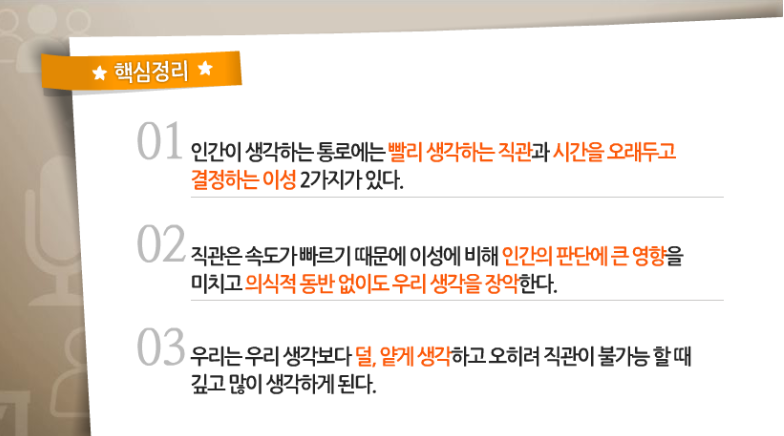 ★ 핵심정리 ★
01 인간이 생각하는 통로에는 빨리 생각하는 직관과 시간을 오래두고
결정하는 이성 2가지가 있다.
02 직관은 속도가 빠르기 때문에 이성에 비해 인간의 판단에 큰 영향을
미치고 의식적 동반 없이도 우리 생각을 장악한다.
03 우리는 우리 생각보다 덜, 얕게 생각하고 오히려 직관이 불가능 할 때
깊고 많이 생각하게 된다.